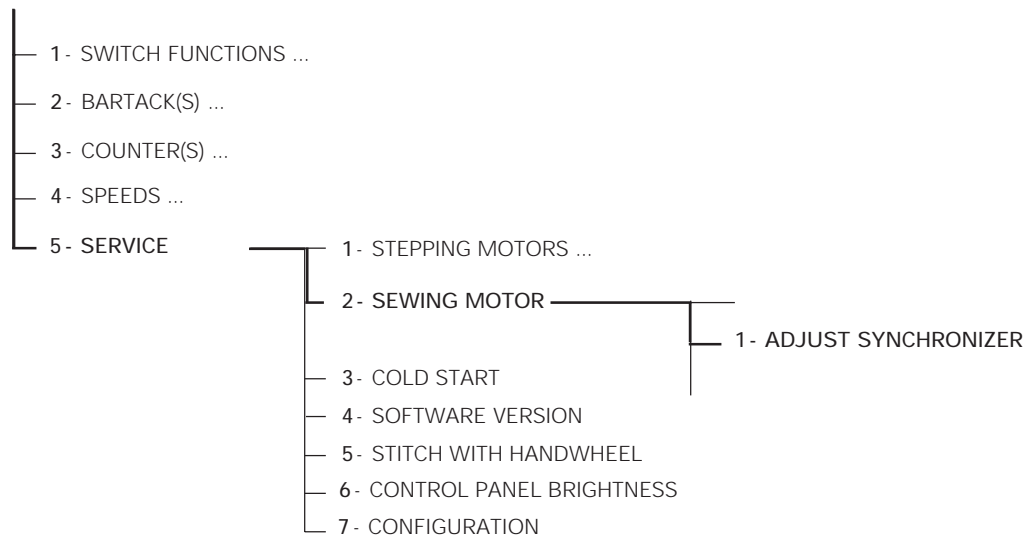 1- SWITCH FUNCTIONS ...
2- BARTACK(S) ...
3- COUNTER(S) ...
4- SPEEDS ...
5- SERVICE
1- STEPPING MOTORS ...
2- SEWING MOTOR
1- ADJUST SYNCHRONIZER
3- COLD START
4- SOFTWARE VERSION
5- STITCH WITH HANDWHEEL
6- CONTROL PANEL BRIGHTNESS
7- CONFIGURATION